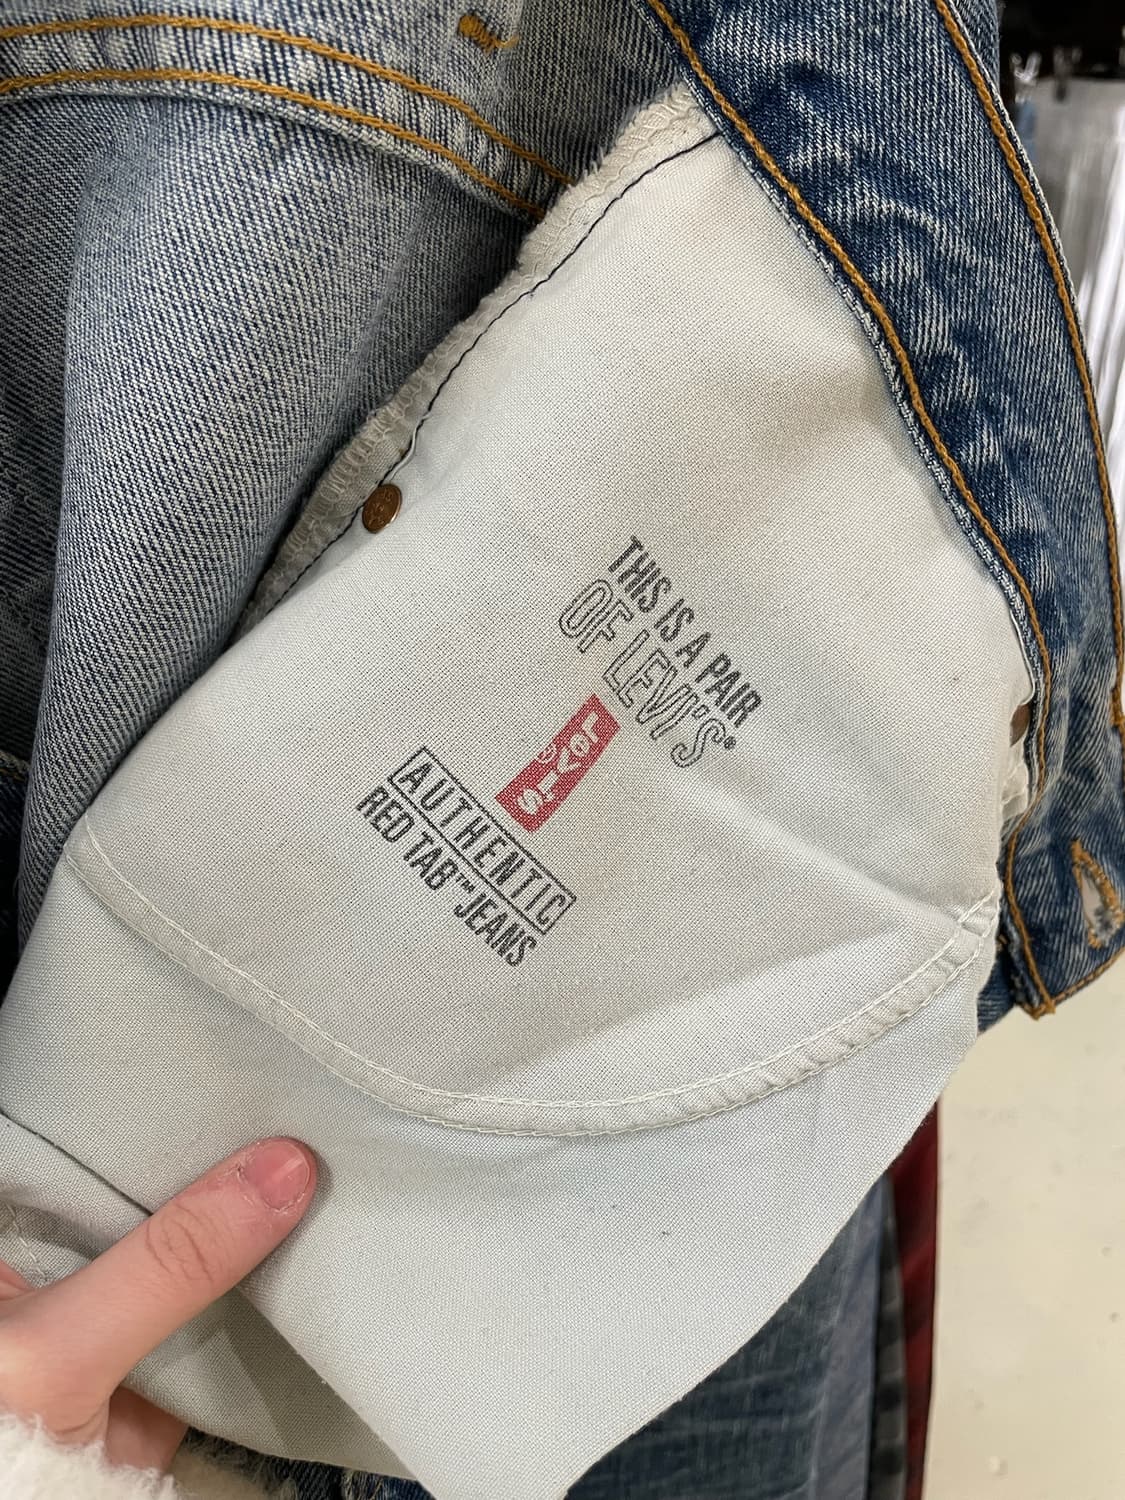 THIS IS A PAIR
OF LEVI'S®
Levi's®
AUTHENTIC
RED TAB™ JEANS